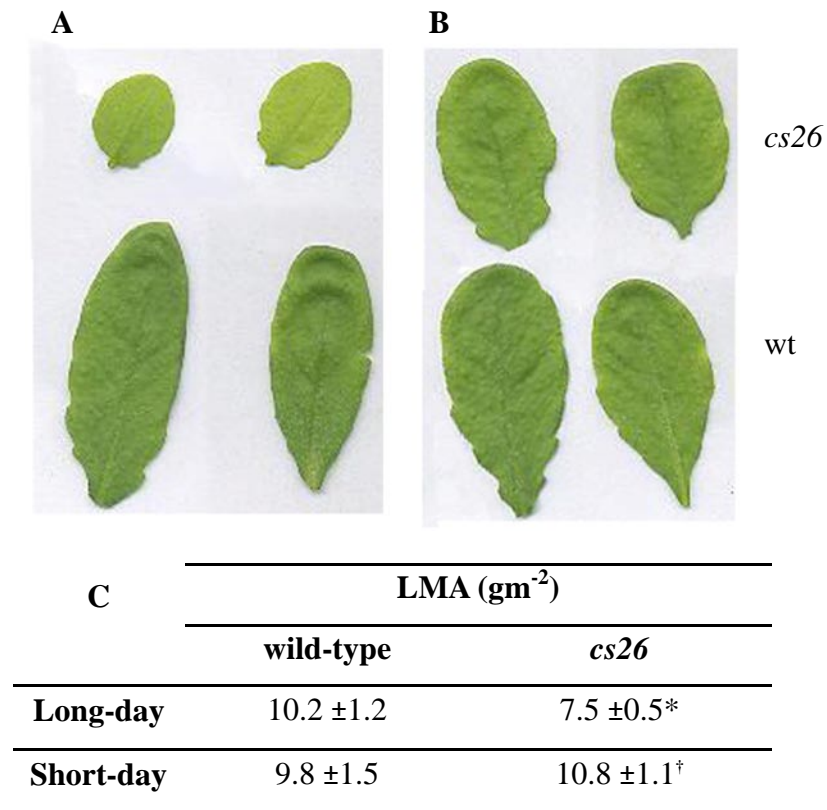 A B
cs26
wt
C LMA (gm⁻²)
wild-type cs26
Long-day 10.2 ±1.2 7.5 ±0.5*
Short-day 9.8 ±1.5 10.8 ±1.1†